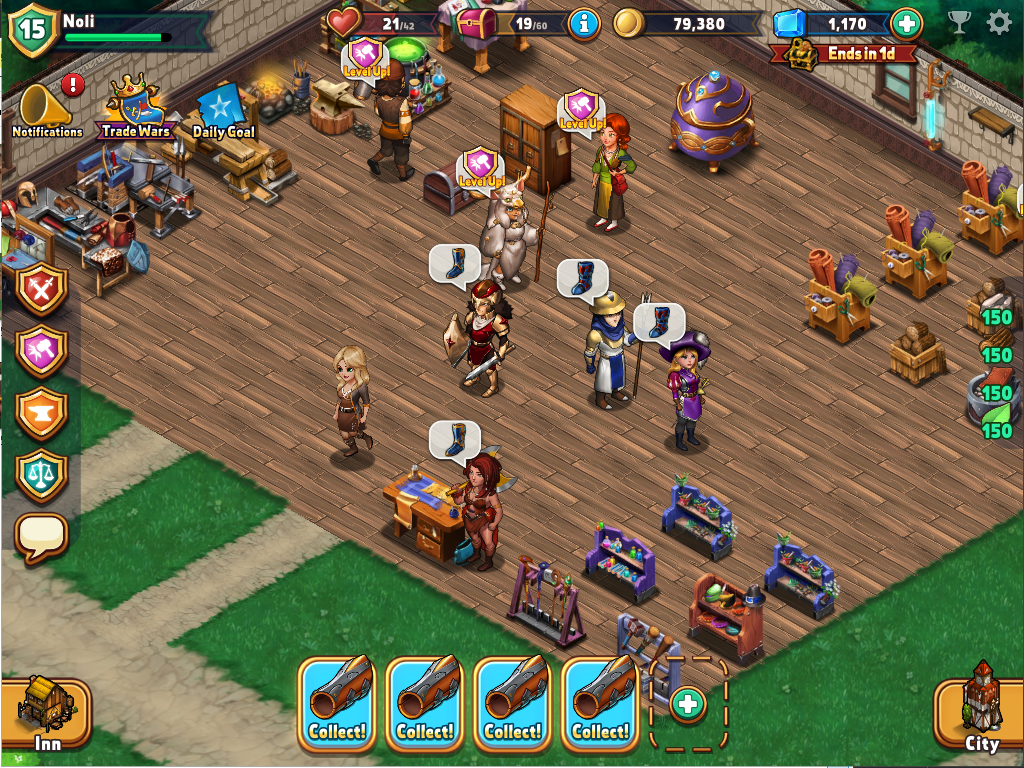 15
Noli
21/42
19/60
79,380
1,170
Ends in 1d
!
Notifications
Trade Wars
Daily Goal
Level Up!
Level Up!
Level Up!
150
150
150
150
Collect!
Collect!
Collect!
Collect!
Inn
City